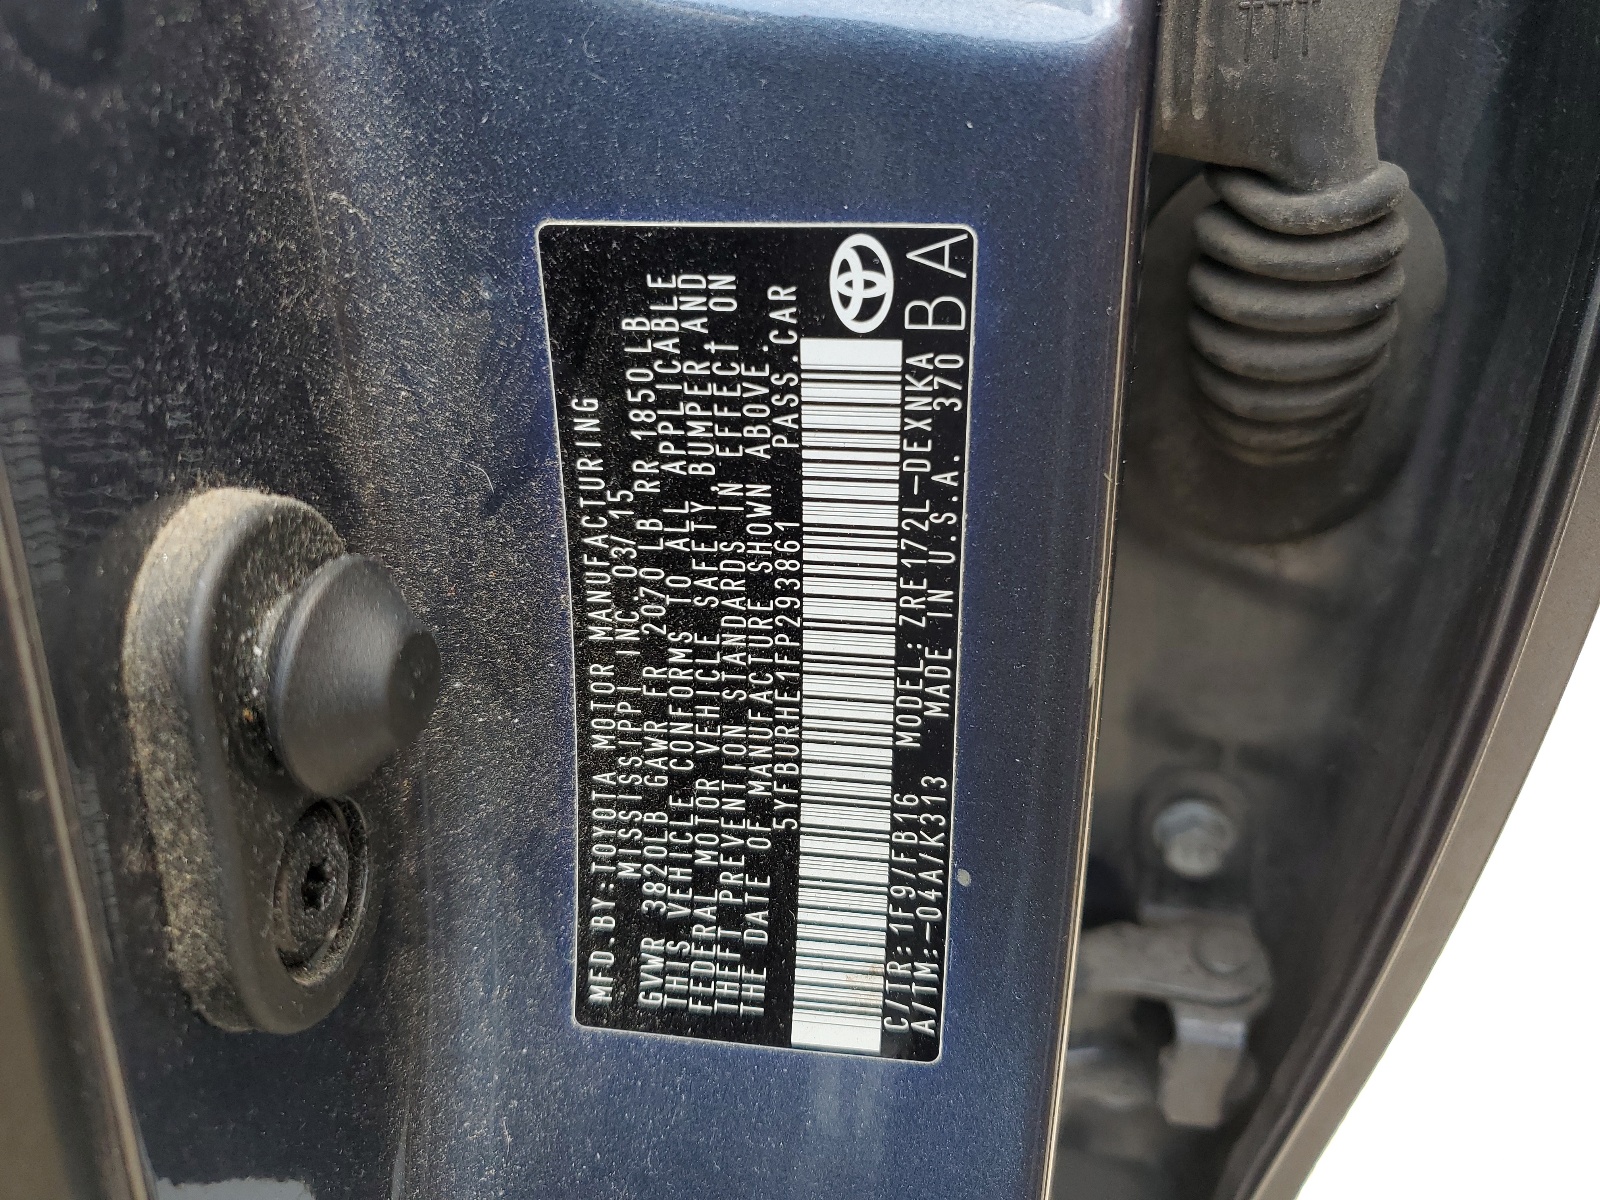 MFD.BY:TOYOTA MOTOR MANUFACTURING
MISSISSIPPI INC 03/15
GVWR 3820LB GAWR FR 2070 LB RR 1850LB
THIS VEHICLE CONFORMS TO ALL APPLICABLE
FEDERAL MOTOR VEHICLE SAFETY BUMPER AND
THEFT PREVENTION STANDARDS IN EFFECT ON
THE DATE OF MANUFACTURE SHOWN ABOVE.
5YFBURHE1FP293861 PASS.CAR
C/TR:1F9/FB16 MODEL:ZRE172L-DEXNKA
A/TM:-04A/K313 MADE IN U.S.A. 370 BA